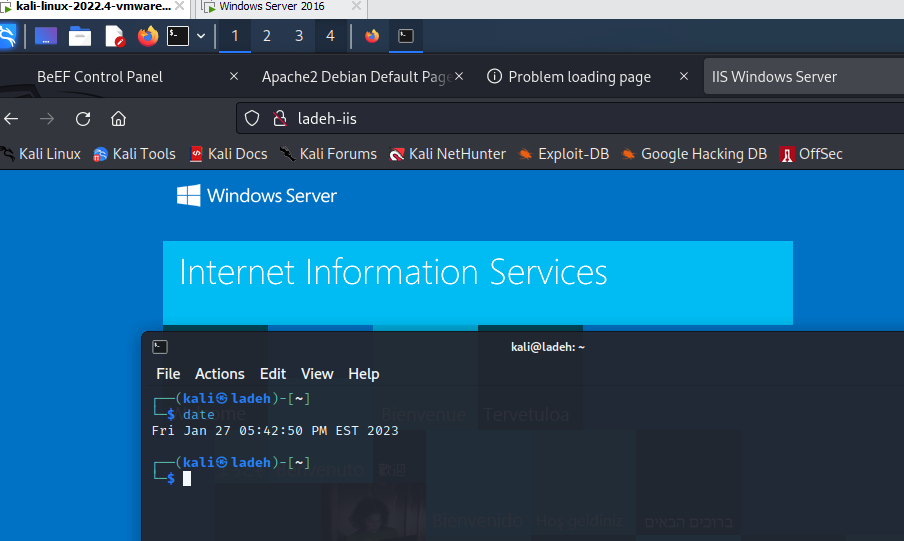 kali-linux-2022.4-vmware... Windows Server 2016
1 2 3 4
BeEF Control Panel Apache2 Debian Default Page Problem loading page IIS Windows Server
ladeh-iis
Kali Linux Kali Tools Kali Docs Kali Forums Kali NetHunter Exploit-DB Google Hacking DB OffSec
Windows Server
Internet Information Services
kali@ladeh: ~
File Actions Edit View Help
┌──(kali㉿ladeh)-[~]
└─$ date
Bienvenue Tervetuloa
Fri Jan 27 05:42:50 PM EST 2023
┌──(kali㉿ladeh)-[~]
└─$
Bienvenido Hoş geldiniz ברוכים הבאים